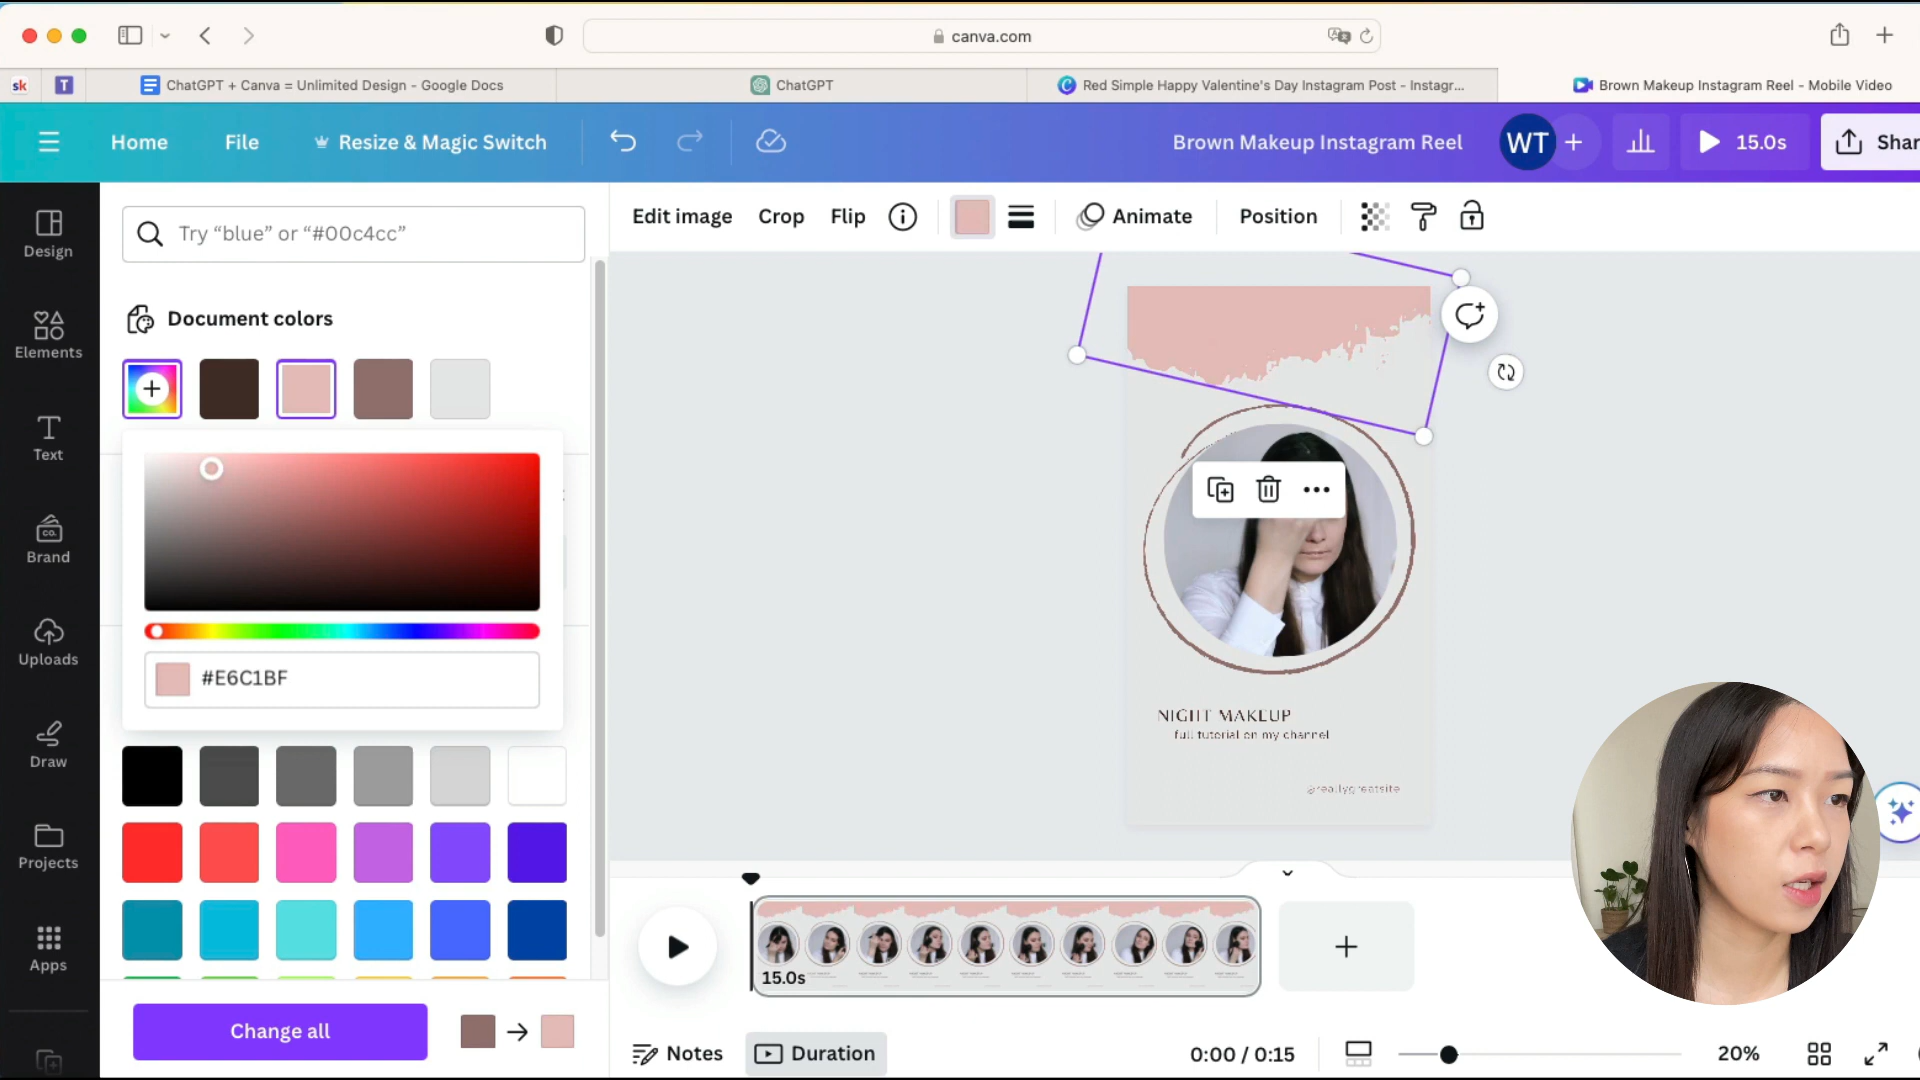 canva.com
sk
T
ChatGPT + Canva = Unlimited Design - Google Docs
ChatGPT
Red Simple Happy Valentine's Day Instagram Post - Instagr...
Brown Makeup Instagram Reel - Mobile Video
Home
File
Resize & Magic Switch
Brown Makeup Instagram Reel
WT
15.0s
Shar
Design
Elements
Text
Brand
Uploads
Draw
Projects
Apps
Try “blue” or “#00c4cc”
Document colors
#E6C1BF
Change all
Edit image
Crop
Flip
Animate
Position
NIGHT MAKEUP
full tutorial on my channel
@reallygreatsite
15.0s
Notes
Duration
0:00 / 0:15
20%